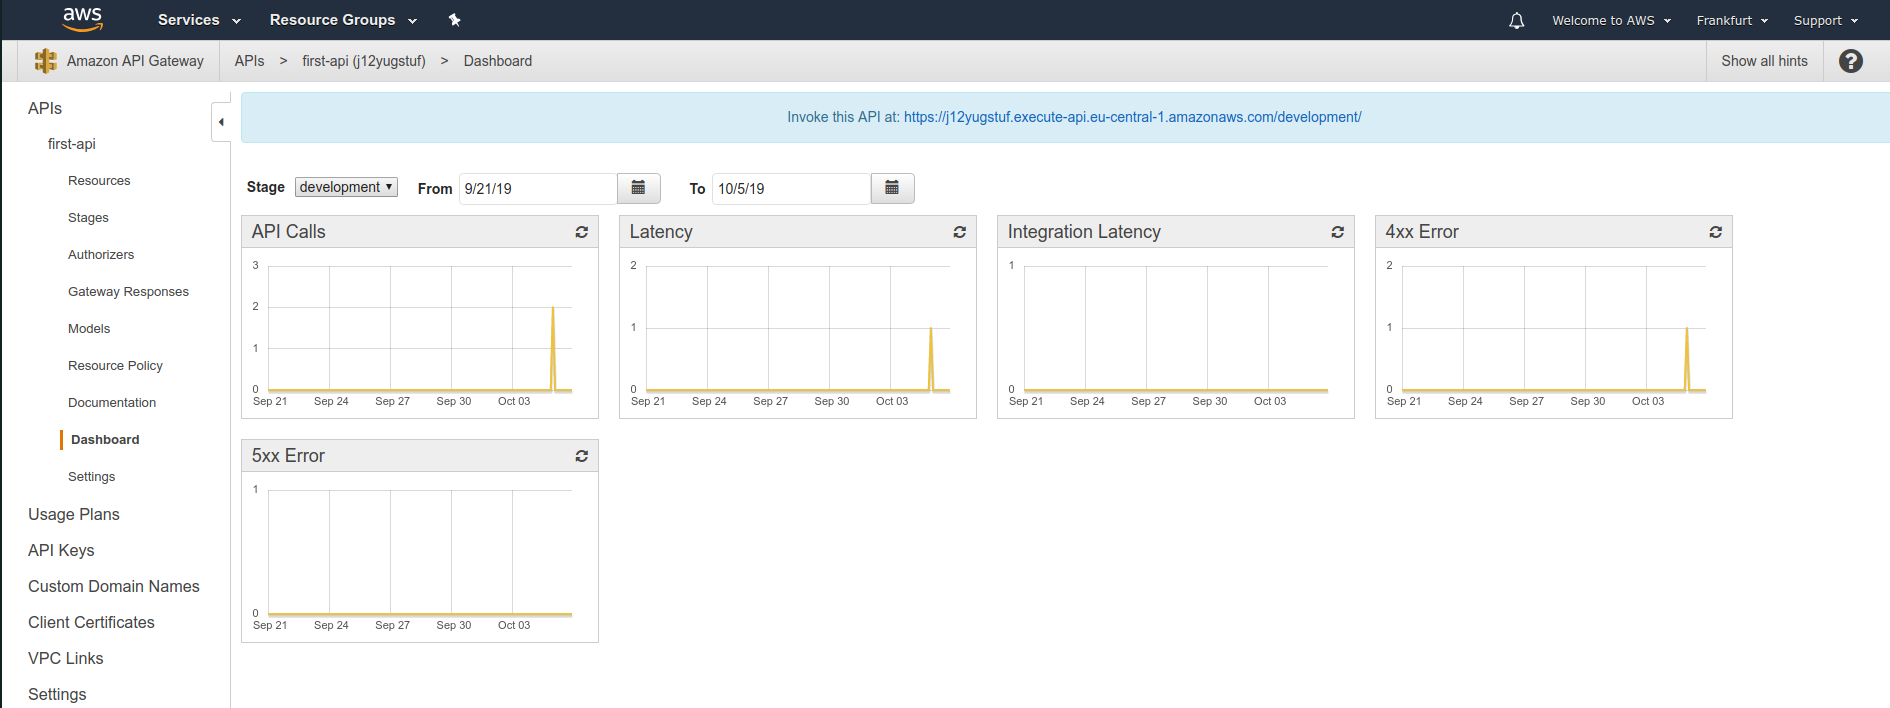 aws Services Resource Groups Welcome to AWS Frankfurt Support
Amazon API Gateway APIs > first-api (j12yugstuf) > Dashboard Show all hints ?
APIs
first-api
Resources
Stages
Authorizers
Gateway Responses
Models
Resource Policy
Documentation
Dashboard
Settings
Usage Plans
API Keys
Custom Domain Names
Client Certificates
VPC Links
Settings
Invoke this API at: https://j12yugstuf.execute-api.eu-central-1.amazonaws.com/development/
Stage development From 9/21/19 To 10/5/19
API Calls
3
2
1
0
Sep 21 Sep 24 Sep 27 Sep 30 Oct 03
Latency
2
1
0
Sep 21 Sep 24 Sep 27 Sep 30 Oct 03
Integration Latency
1
0
Sep 21 Sep 24 Sep 27 Sep 30 Oct 03
4xx Error
2
1
0
Sep 21 Sep 24 Sep 27 Sep 30 Oct 03
5xx Error
1
0
Sep 21 Sep 24 Sep 27 Sep 30 Oct 03